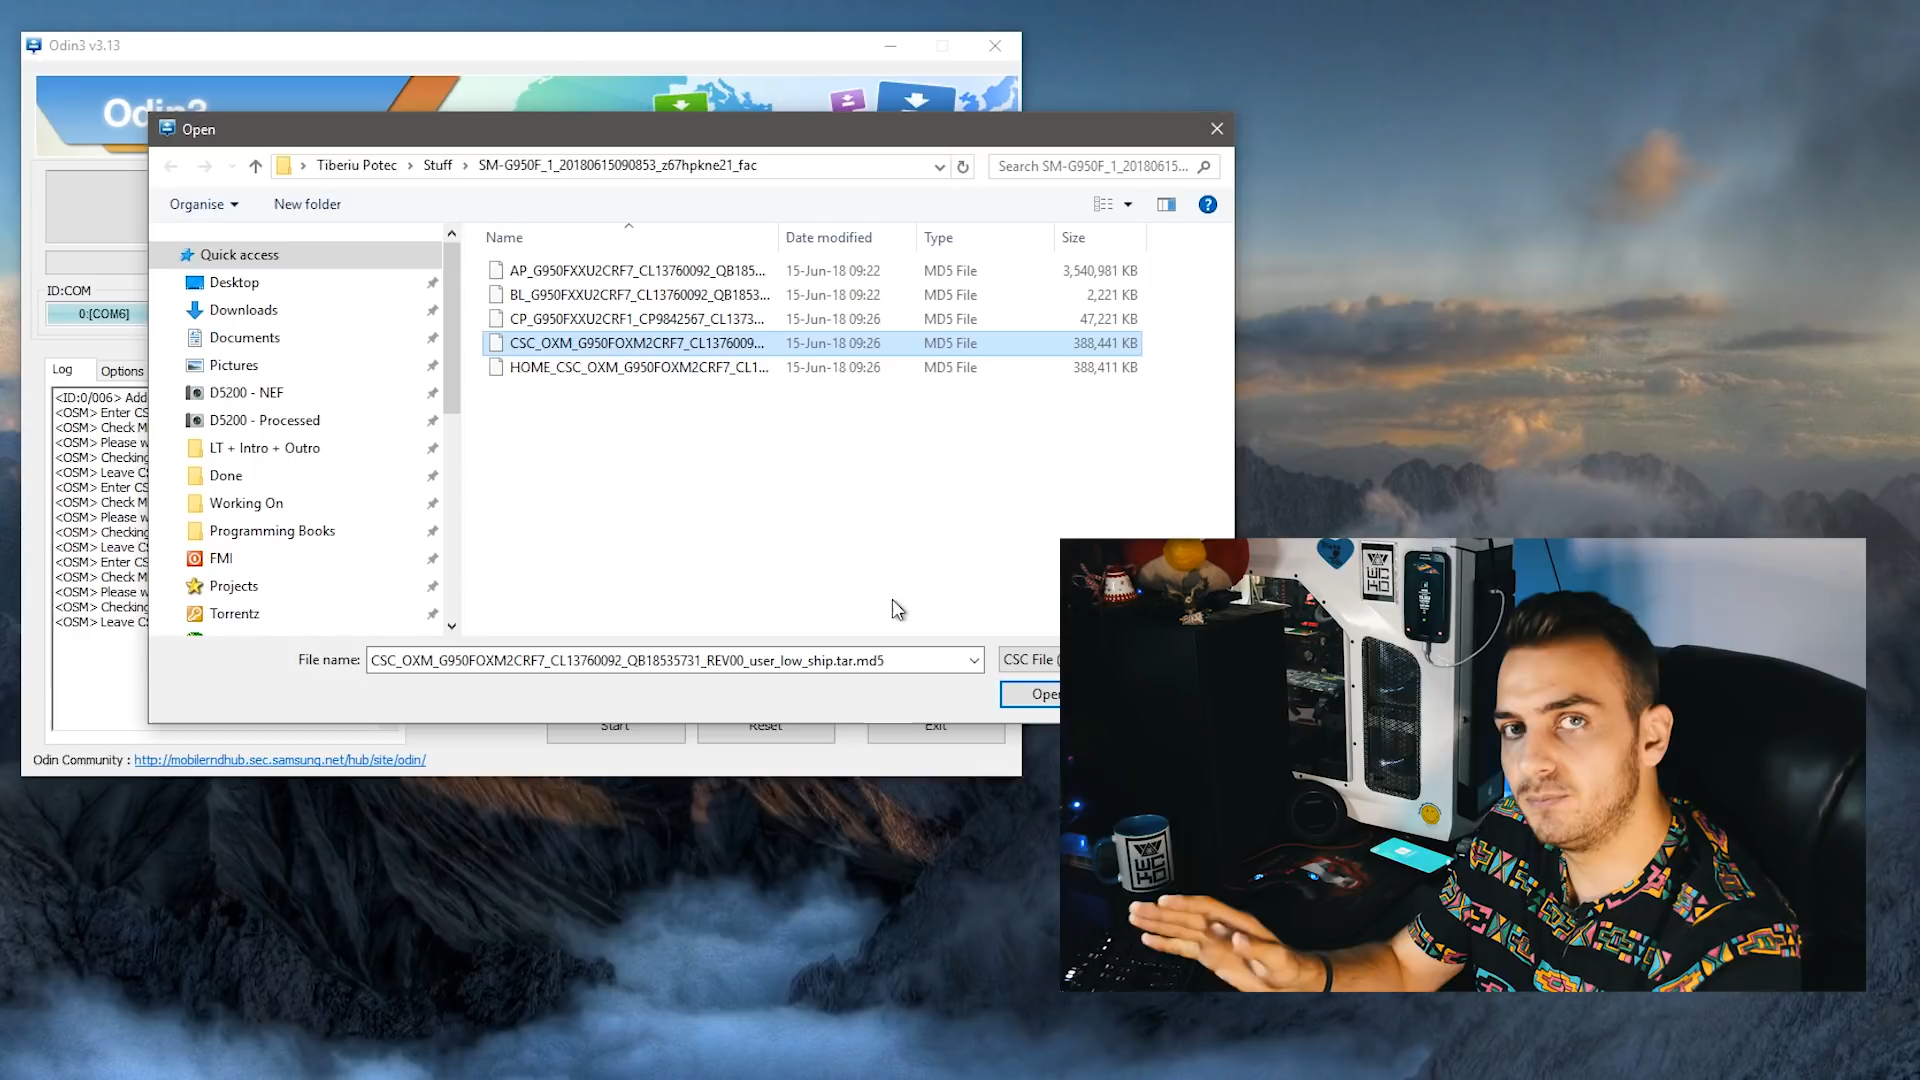 Odin3 v3.13
Odin3
Open
Tiberiu Potec > Stuff > SM-G950F_1_20180615090853_z67hpkne21_fac
Search SM-G950F_1_20180615...
Organise
New folder
Name
Date modified
Type
Size
Quick access
Desktop
Downloads
Documents
Pictures
D5200 - NEF
D5200 - Processed
LT + Intro + Outro
Done
Working On
Programming Books
FMI
Projects
Torrentz
AP_G950FXXU2CRF7_CL13760092_QB185... 15-Jun-18 09:22 MD5 File 3,540,981 KB
BL_G950FXXU2CRF7_CL13760092_QB1853... 15-Jun-18 09:22 MD5 File 2,221 KB
CP_G950FXXU2CRF1_CP9842567_CL1373... 15-Jun-18 09:26 MD5 File 47,221 KB
CSC_OXM_G950FOXM2CRF7_CL1376009... 15-Jun-18 09:26 MD5 File 388,441 KB
HOME_CSC_OXM_G950FOXM2CRF7_CL1... 15-Jun-18 09:26 MD5 File 388,411 KB
File name: CSC_OXM_G950FOXM2CRF7_CL13760092_QB18535731_REV00_user_low_ship.tar.md5
CSC File (
Open
ID:COM
0:[COM6]
Log
Options
<ID:0/006> Add
<OSM> Enter CS
<OSM> Check M
<OSM> Please w
<OSM> Checking
<OSM> Leave CS
<OSM> Enter CS
<OSM> Check M
<OSM> Please w
<OSM> Checking
<OSM> Leave CS
<OSM> Enter CS
<OSM> Check M
<OSM> Please w
<OSM> Checking
<OSM> Leave CS
Start
Reset
Exit
Odin Community : http://mobilerndhub.sec.samsung.net/hub/site/odin/